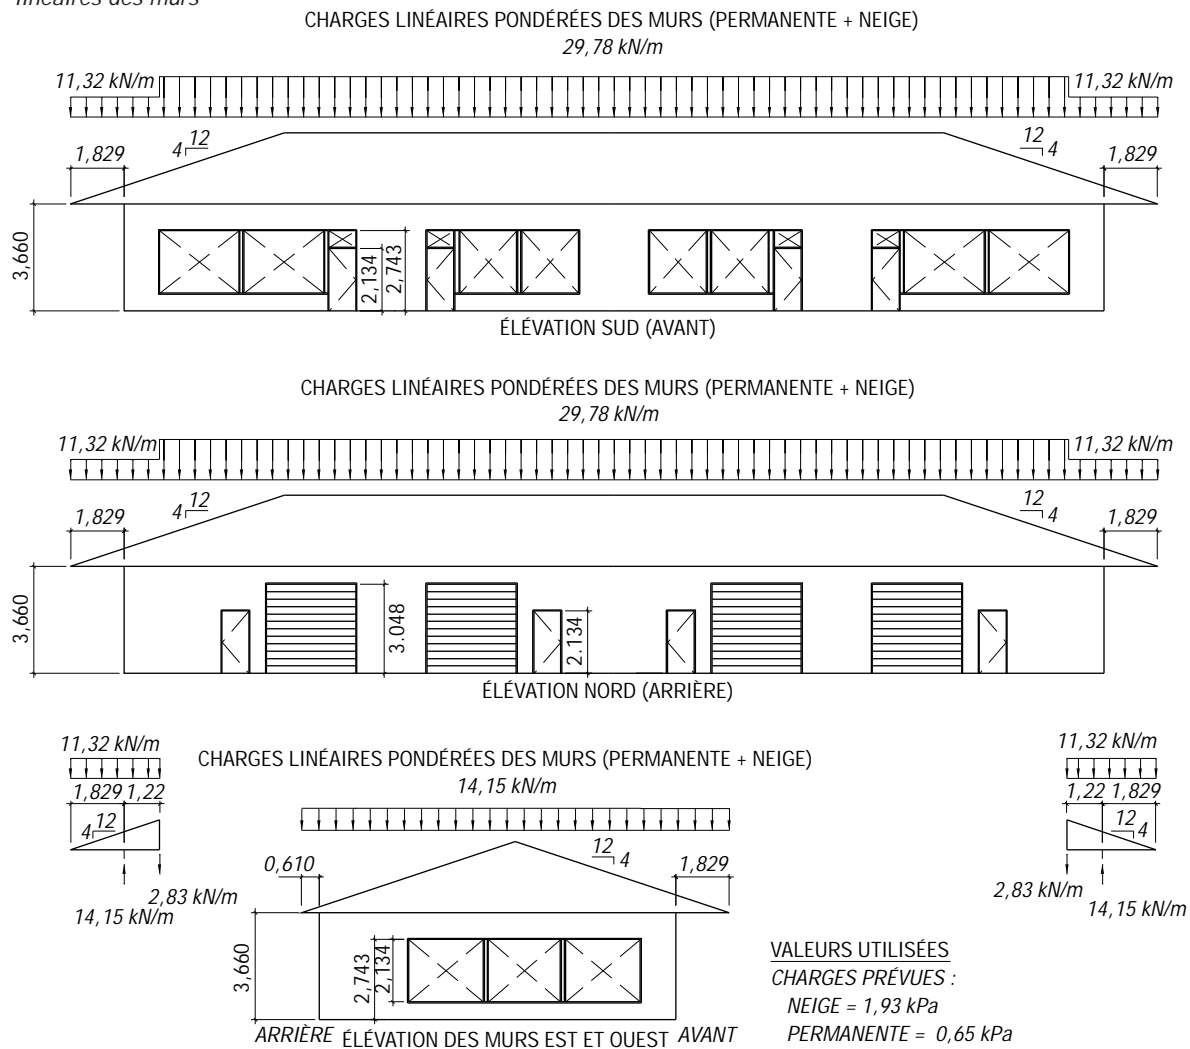 linéaires des murs
CHARGES LINÉAIRES PONDÉRÉES DES MURS (PERMANENTE + NEIGE)
29,78 kN/m
11,32 kN/m
11,32 kN/m
12
4
12
4
1,829
1,829
3,660
2,134
2,743
ÉLÉVATION SUD (AVANT)
CHARGES LINÉAIRES PONDÉRÉES DES MURS (PERMANENTE + NEIGE)
29,78 kN/m
11,32 kN/m
11,32 kN/m
12
4
12
4
1,829
1,829
3,660
3.048
2.134
ÉLÉVATION NORD (ARRIÈRE)
11,32 kN/m
1,829
1,22
12
4
2,83 kN/m
14,15 kN/m
CHARGES LINÉAIRES PONDÉRÉES DES MURS (PERMANENTE + NEIGE)
14,15 kN/m
12
4
0,610
1,829
3,660
2,743
2,134
ARRIÈRE
ÉLÉVATION DES MURS EST ET OUEST
AVANT
11,32 kN/m
1,22
1,829
12
4
2,83 kN/m
14,15 kN/m
VALEURS UTILISÉES
CHARGES PRÉVUES :
NEIGE = 1,93 kPa
PERMANENTE = 0,65 kPa